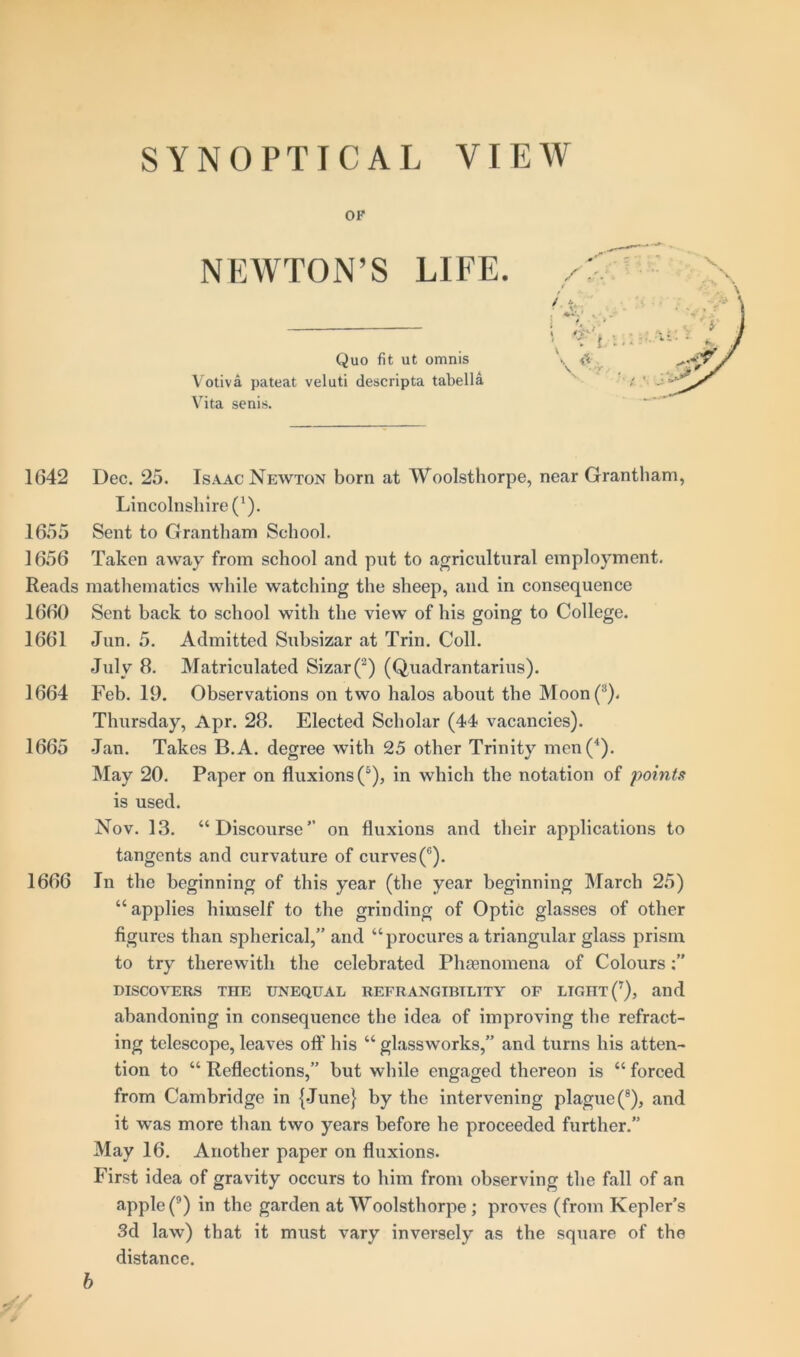 SYNOPTICAL VIEW
OF
NEWTON’S LIFE.
Quo fit ut omnis
Votivâ pateat veluti descripta tabellâ
Vita senis.
1642 Dec. 25. Isaac Newton born at Woolsthorpe, near Grantham,
Lincolnshire(¹).
1655 Sent to Grantham School.
1656 Taken away from school and put to agricultural employment.
Reads mathematics while watching the sheep, and in consequence
1660 Sent back to school with the view of his going to College.
1661 Jun. 5. Admitted Subsizar at Trin. Coll.
July 8. Matriculated Sizar(²) (Quadrantarius).
1664 Feb. 19. Observations on two halos about the Moon(³).
Thursday, Apr. 28. Elected Scholar (44 vacancies).
1665 Jan. Takes B.A. degree with 25 other Trinity men(⁴).
May 20. Paper on fluxions(⁵), in which the notation of points
is used.
Nov. 13. “Discourse” on fluxions and their applications to
tangents and curvature of curves(⁶).
1666 In the beginning of this year (the year beginning March 25)
“applies himself to the grinding of Optic glasses of other
figures than spherical,” and “procures a triangular glass prism
to try therewith the celebrated Phænomena of Colours:”
DISCOVERS THE UNEQUAL REFRANGIBILITY OF LIGHT(⁷), and
abandoning in consequence the idea of improving the refract-
ing telescope, leaves off his “glassworks,” and turns his atten-
tion to “Reflections,” but while engaged thereon is “forced
from Cambridge in {June} by the intervening plague(⁸), and
it was more than two years before he proceeded further.”
May 16. Another paper on fluxions.
First idea of gravity occurs to him from observing the fall of an
apple(⁹) in the garden at Woolsthorpe; proves (from Kepler’s
3d law) that it must vary inversely as the square of the
distance.
b